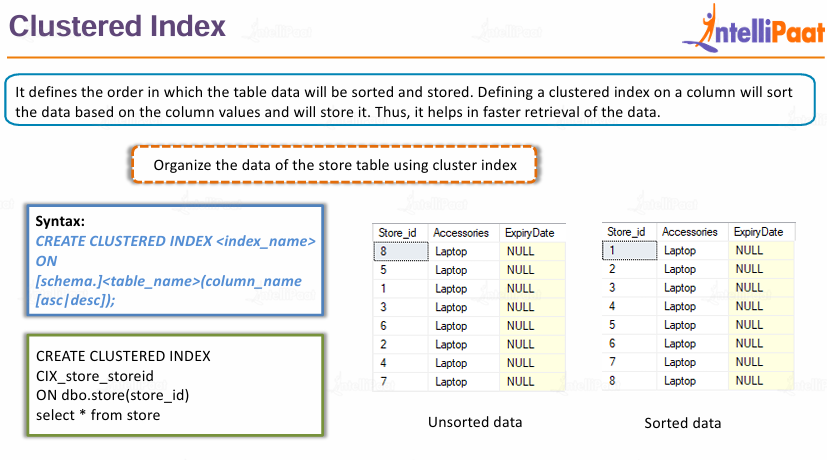 Clustered Index
IntelliPaat
It defines the order in which the table data will be sorted and stored. Defining a clustered index on a column will sort
the data based on the column values and will store it. Thus, it helps in faster retrieval of the data.
Organize the data of the store table using cluster index
Syntax:
CREATE CLUSTERED INDEX <index_name>
ON
[schema.]<table_name>(column_name
[asc|desc]);
CREATE CLUSTERED INDEX
CIX_store_storeid
ON dbo.store(store_id)
select * from store
Store_id Accessories ExpiryDate
8 Laptop NULL
5 Laptop NULL
1 Laptop NULL
3 Laptop NULL
6 Laptop NULL
2 Laptop NULL
4 Laptop NULL
7 Laptop NULL
Unsorted data
Store_id Accessories ExpiryDate
1 Laptop NULL
2 Laptop NULL
3 Laptop NULL
4 Laptop NULL
5 Laptop NULL
6 Laptop NULL
7 Laptop NULL
8 Laptop NULL
Sorted data